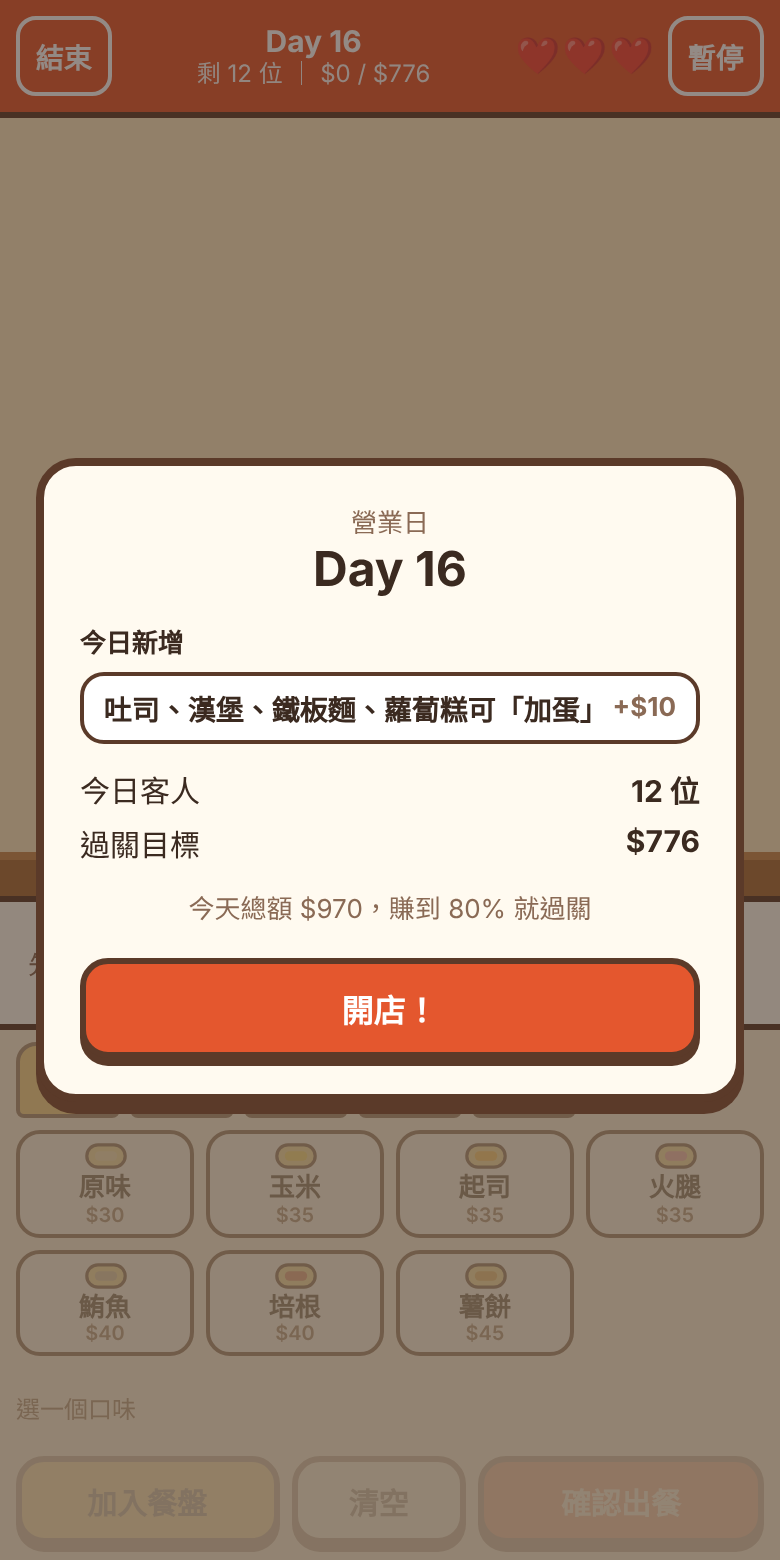 結束
Day 16
剩 12 位 | $0 / $776
暫停
營業日
Day 16
今日新增
吐司、漢堡、鐵板麵、蘿蔔糕可「加蛋」 +$10
今日客人 12 位
過關目標 $776
今天總額 $970，賺到 80% 就過關
開店！
原味 玉米 起司 火腿
$30 $35 $35 $35
鮪魚 培根 薯餅
$40 $40 $45
選一個口味
加入餐盤 清空 確認出餐